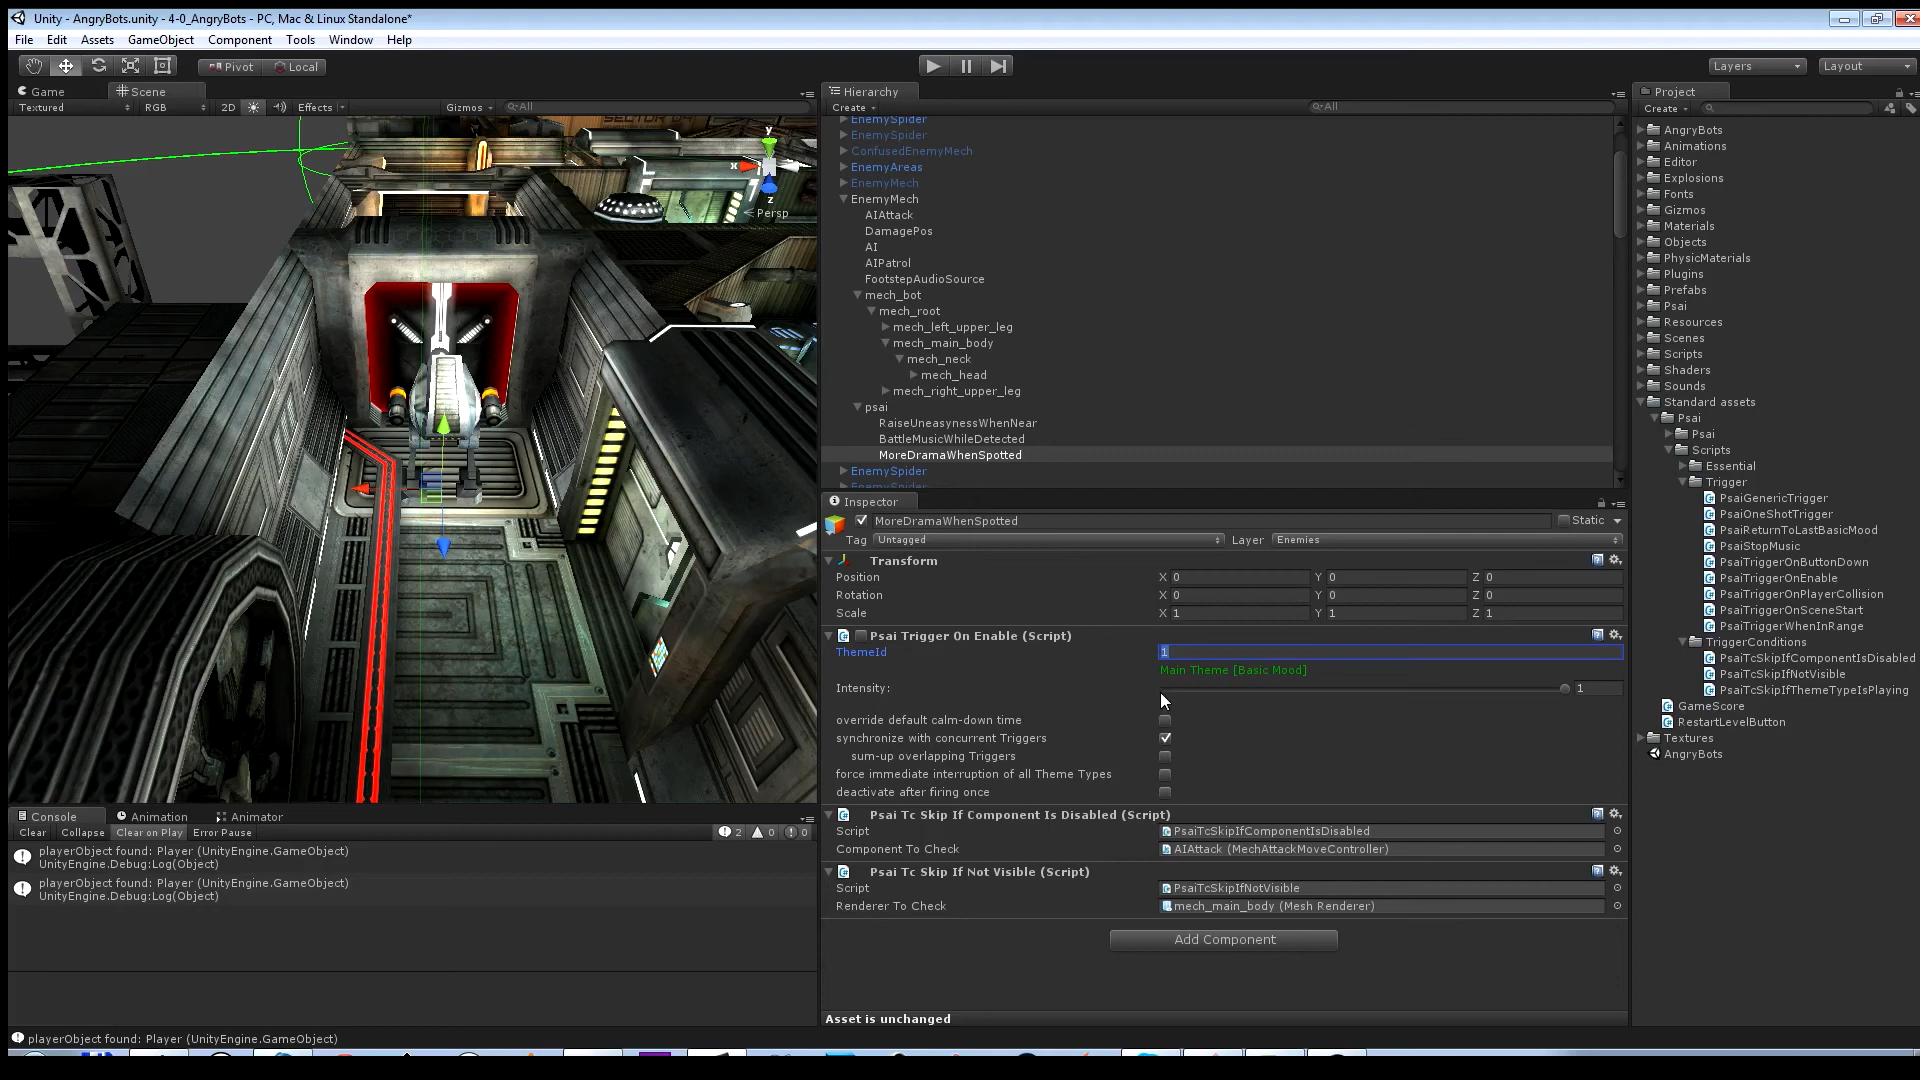 Unity - AngryBots.unity - 4-0_AngryBots - PC, Mac & Linux Standalone*
File Edit Assets GameObject Component Tools Window Help
Pivot Local Layers Layout
Game Scene
Textured RGB 2D Effects Gizmos All
SECTOR
y
x
z
Persp
Hierarchy
Create All
EnemySpider
EnemySpider
ConfusedEnemyMech
EnemyAreas
EnemyMech
EnemyMech
AIAttack
DamagePos
AI
AIPatrol
FootstepAudioSource
mech_bot
mech_root
mech_left_upper_leg
mech_main_body
mech_neck
mech_head
mech_right_upper_leg
psai
RaiseUneasynessWhenNear
BattleMusicWhileDetected
MoreDramaWhenSpotted
EnemySpider
EnemySpider
Inspector
MoreDramaWhenSpotted Static
Tag Untagged Layer Enemies
Transform
Position X 0 Y 0 Z 0
Rotation X 0 Y 0 Z 0
Scale X 1 Y 1 Z 1
Psai Trigger On Enable (Script)
ThemeId 1
Main Theme [Basic Mood]
Intensity: 1
override default calm-down time
synchronize with concurrent Triggers
sum-up overlapping Triggers
force immediate interruption of all Theme Types
deactivate after firing once
Psai Tc Skip If Component Is Disabled (Script)
Script PsaiTcSkipIfComponentIsDisabled
Component To Check AIAttack (MechAttackMoveController)
Psai Tc Skip If Not Visible (Script)
Script PsaiTcSkipIfNotVisible
Renderer To Check mech_main_body (Mesh Renderer)
Add Component
Asset is unchanged
Project
Create
AngryBots
Animations
Editor
Explosions
Fonts
Gizmos
Materials
Objects
PhysicMaterials
Plugins
Prefabs
Psai
Resources
Scenes
Scripts
Shaders
Sounds
Standard assets
Psai
Psai
Scripts
Essential
Trigger
PsaiGenericTrigger
PsaiOneShotTrigger
PsaiReturnToLastBasicMood
PsaiStopMusic
PsaiTriggerOnButtonDown
PsaiTriggerOnEnable
PsaiTriggerOnPlayerCollision
PsaiTriggerOnSceneStart
PsaiTriggerWhenInRange
TriggerConditions
PsaiTcSkipIfComponentIsDisabled
PsaiTcSkipIfNotVisible
PsaiTcSkipIfThemeTypeIsPlaying
GameScore
RestartLevelButton
Textures
AngryBots
Console Animation Animator
Clear Collapse Clear on Play Error Pause 2 0 0
playerObject found: Player (UnityEngine.GameObject)
UnityEngine.Debug:Log(Object)
playerObject found: Player (UnityEngine.GameObject)
UnityEngine.Debug:Log(Object)
playerObject found: Player (UnityEngine.GameObject)